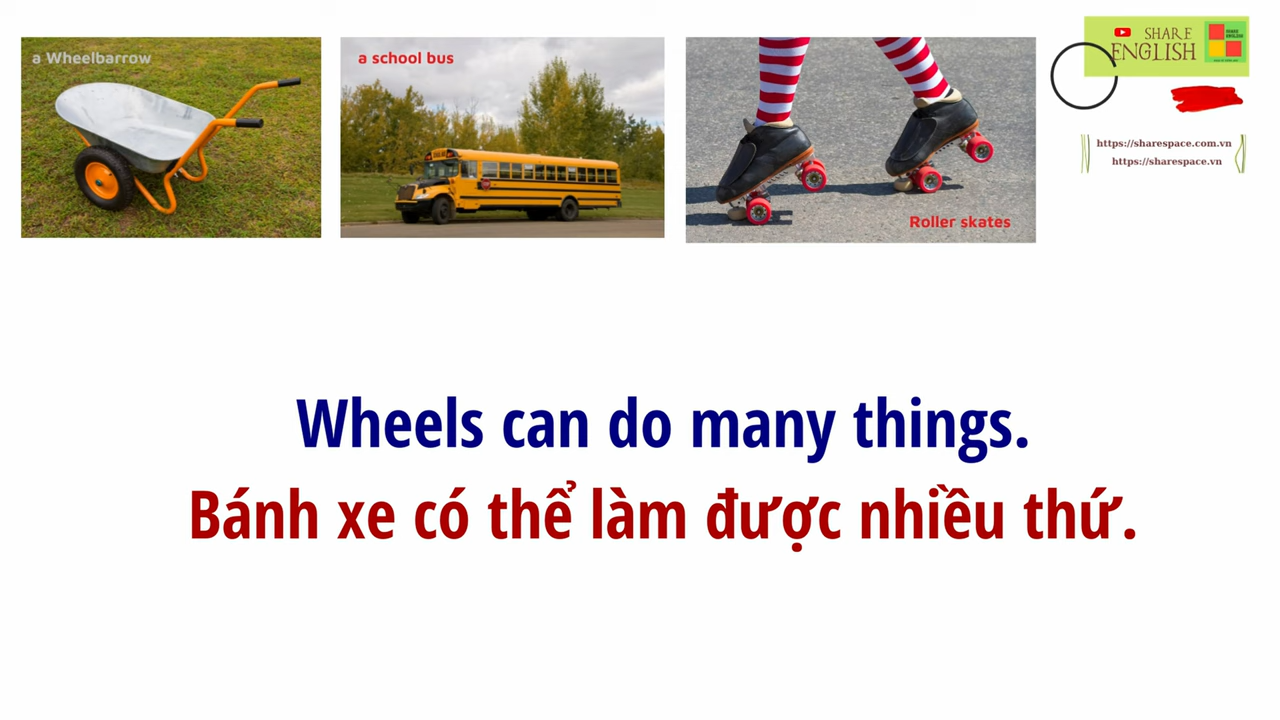 a Wheelbarrow
a school bus
Roller skates
SHARE
ENGLISH
https://sharespace.com.vn
https://sharespace.vn
Wheels can do many things.
Bánh xe có thể làm được nhiều thứ.